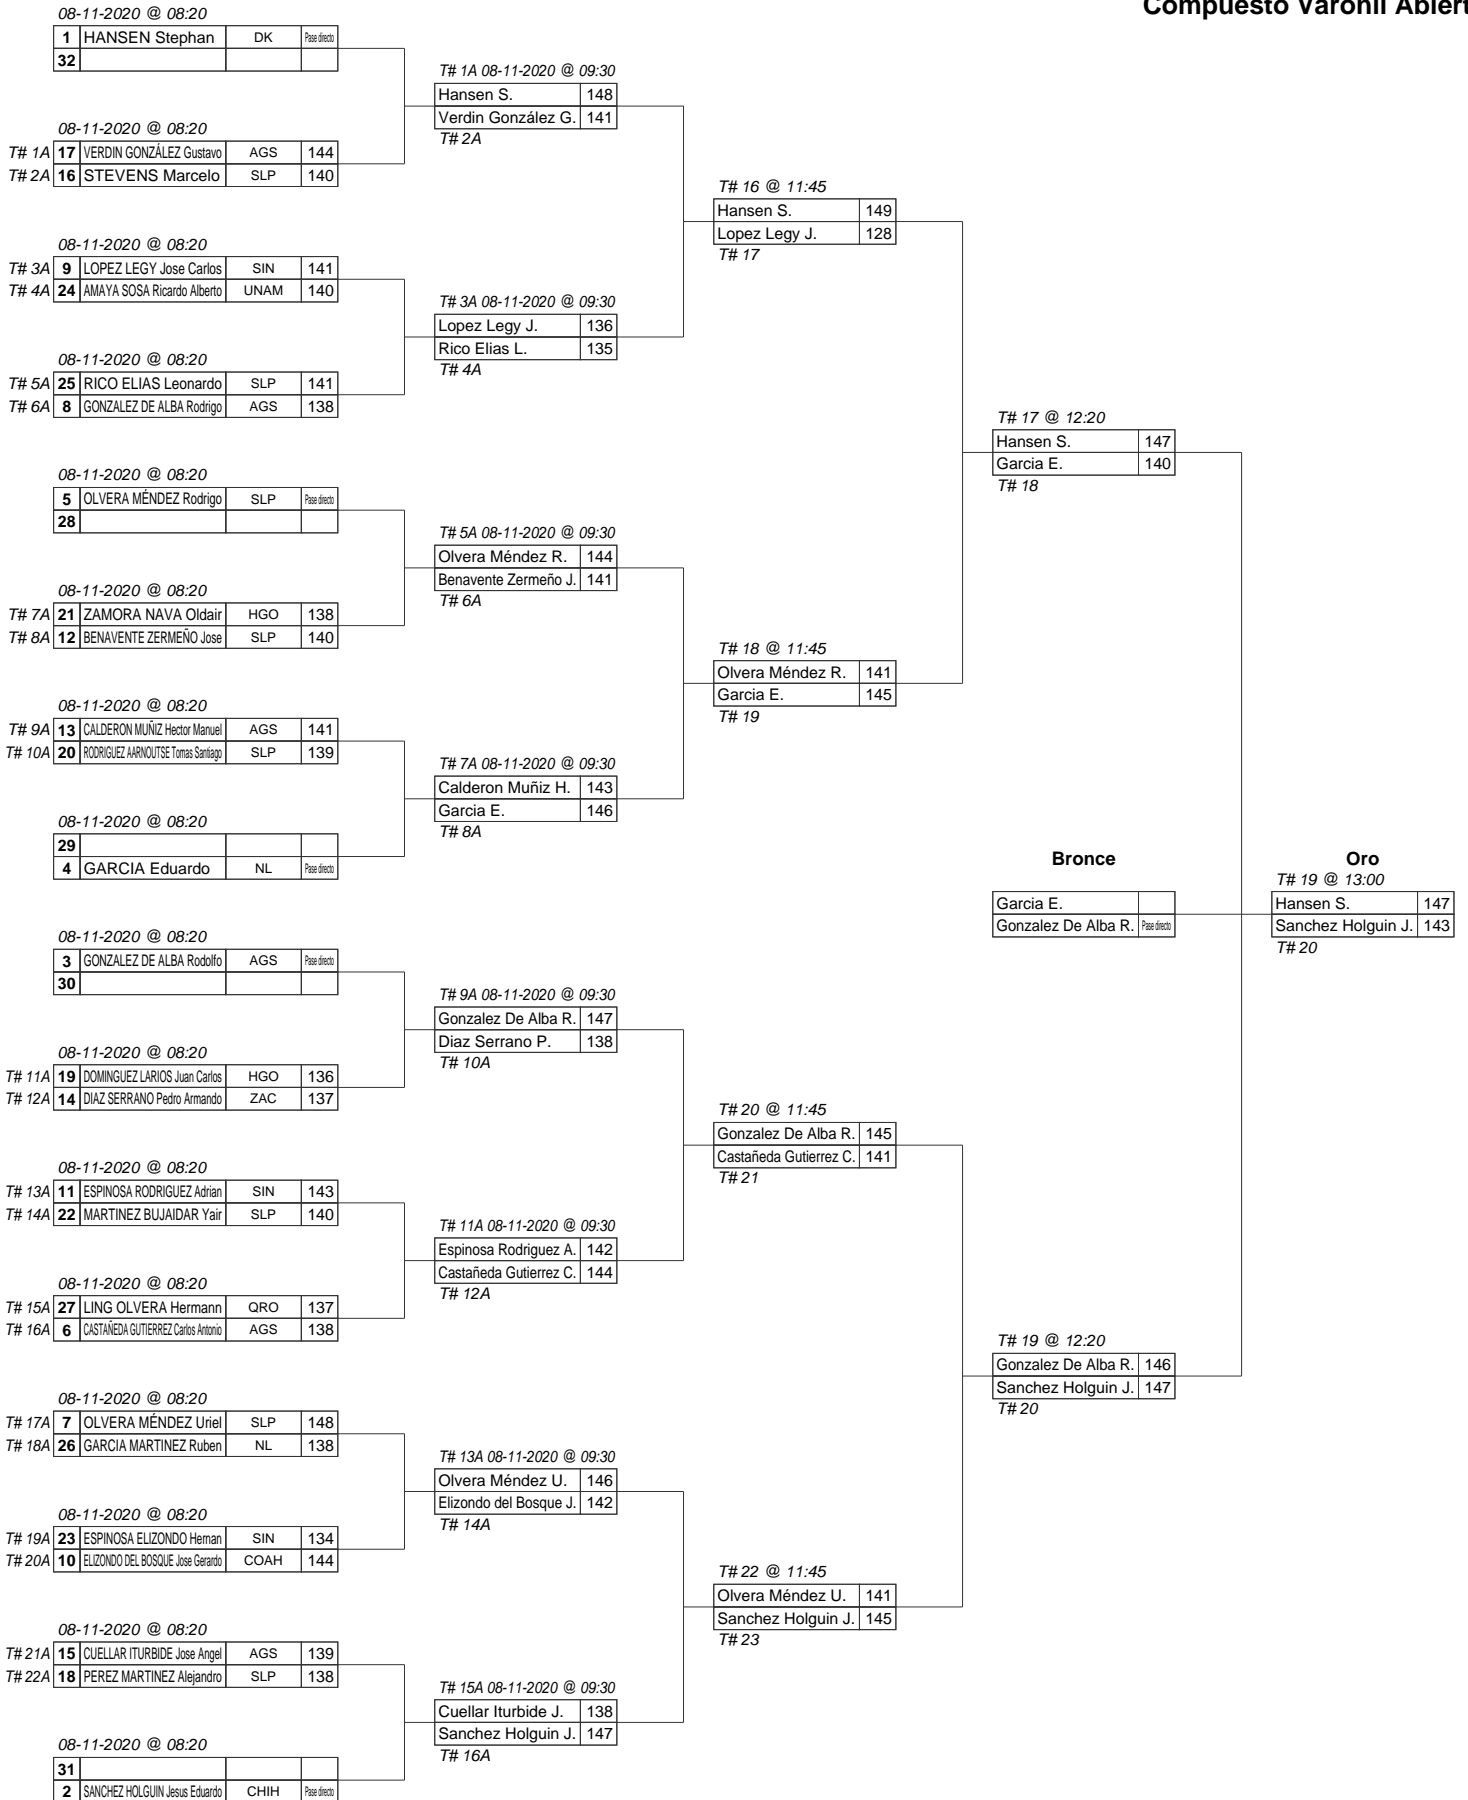 Compuesto Varonil Abiert
08-11-2020 @ 08:20
1 HANSEN Stephan DK Pase directo
32
08-11-2020 @ 08:20
T# 1A 17 VERDIN GONZÁLEZ Gustavo AGS 144
T# 2A 16 STEVENS Marcelo SLP 140
08-11-2020 @ 08:20
T# 3A 9 LOPEZ LEGY Jose Carlos SIN 141
T# 4A 24 AMAYA SOSA Ricardo Alberto UNAM 140
08-11-2020 @ 08:20
T# 5A 25 RICO ELIAS Leonardo SLP 141
T# 6A 8 GONZALEZ DE ALBA Rodrigo AGS 138
08-11-2020 @ 08:20
5 OLVERA MÉNDEZ Rodrigo SLP Pase directo
28
08-11-2020 @ 08:20
T# 7A 21 ZAMORA NAVA Oldair HGO 138
T# 8A 12 BENAVENTE ZERMEÑO Jose SLP 140
08-11-2020 @ 08:20
T# 9A 13 CALDERON MUÑIZ Hector Manuel AGS 141
T# 10A 20 RODRIGUEZ AARNOUTSE Tomas Santiago SLP 139
08-11-2020 @ 08:20
29
4 GARCIA Eduardo NL Pase directo
08-11-2020 @ 08:20
3 GONZALEZ DE ALBA Rodolfo AGS Pase directo
30
08-11-2020 @ 08:20
T# 11A 19 DOMINGUEZ LARIOS Juan Carlos HGO 136
T# 12A 14 DIAZ SERRANO Pedro Armando ZAC 137
08-11-2020 @ 08:20
T# 13A 11 ESPINOSA RODRIGUEZ Adrian SIN 143
T# 14A 22 MARTINEZ BUJAIDAR Yair SLP 140
08-11-2020 @ 08:20
T# 15A 27 LING OLVERA Hermann QRO 137
T# 16A 6 CASTAÑEDA GUTIERREZ Carlos Antonio AGS 138
08-11-2020 @ 08:20
T# 17A 7 OLVERA MÉNDEZ Uriel SLP 148
T# 18A 26 GARCIA MARTINEZ Ruben NL 138
08-11-2020 @ 08:20
T# 19A 23 ESPINOSA ELIZONDO Hernan SIN 134
T# 20A 10 ELIZONDO DEL BOSQUE Jose Gerardo COAH 144
08-11-2020 @ 08:20
T# 21A 15 CUELLAR ITURBIDE Jose Angel AGS 139
T# 22A 18 PEREZ MARTINEZ Alejandro SLP 138
08-11-2020 @ 08:20
31
2 SANCHEZ HOLGUIN Jesus Eduardo CHIH Pase directo
T# 1A 08-11-2020 @ 09:30
Hansen S. 148
Verdin González G. 141
T# 2A
T# 3A 08-11-2020 @ 09:30
Lopez Legy J. 136
Rico Elias L. 135
T# 4A
T# 5A 08-11-2020 @ 09:30
Olvera Méndez R. 144
Benavente Zermeño J. 141
T# 6A
T# 7A 08-11-2020 @ 09:30
Calderon Muñiz H. 143
Garcia E. 146
T# 8A
T# 9A 08-11-2020 @ 09:30
Gonzalez De Alba R. 147
Diaz Serrano P. 138
T# 10A
T# 11A 08-11-2020 @ 09:30
Espinosa Rodriguez A. 142
Castañeda Gutierrez C. 144
T# 12A
T# 13A 08-11-2020 @ 09:30
Olvera Méndez U. 146
Elizondo del Bosque J. 142
T# 14A
T# 15A 08-11-2020 @ 09:30
Cuellar Iturbide J. 138
Sanchez Holguin J. 147
T# 16A
T# 16 @ 11:45
Hansen S. 149
Lopez Legy J. 128
T# 17
T# 18 @ 11:45
Olvera Méndez R. 141
Garcia E. 145
T# 19
T# 20 @ 11:45
Gonzalez De Alba R. 145
Castañeda Gutierrez C. 141
T# 21
T# 22 @ 11:45
Olvera Méndez U. 141
Sanchez Holguin J. 145
T# 23
T# 17 @ 12:20
Hansen S. 147
Garcia E. 140
T# 18
T# 19 @ 12:20
Gonzalez De Alba R. 146
Sanchez Holguin J. 147
T# 20
Bronce
Garcia E.
Gonzalez De Alba R. Pase directo
Oro
T# 19 @ 13:00
Hansen S. 147
Sanchez Holguin J. 143
T# 20